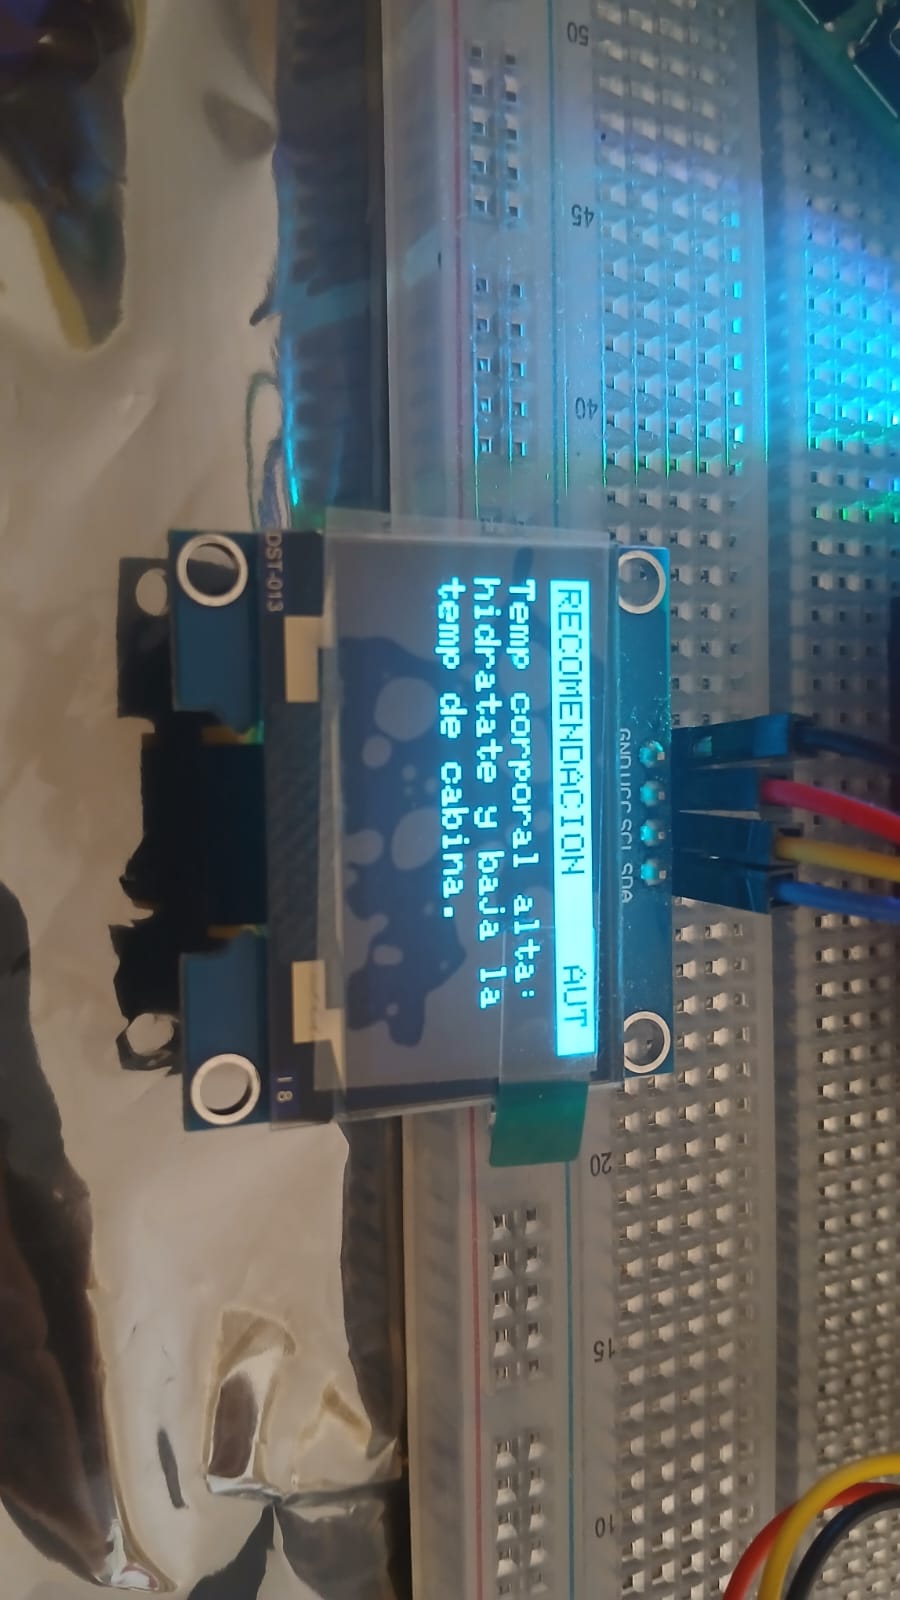 RECOMENDACION AUT
Temp corporal alta:
hidratate y baja la
temp de cabina.
GND VCC SCL SDA
DST-013
18
50
45
40
20
15
10